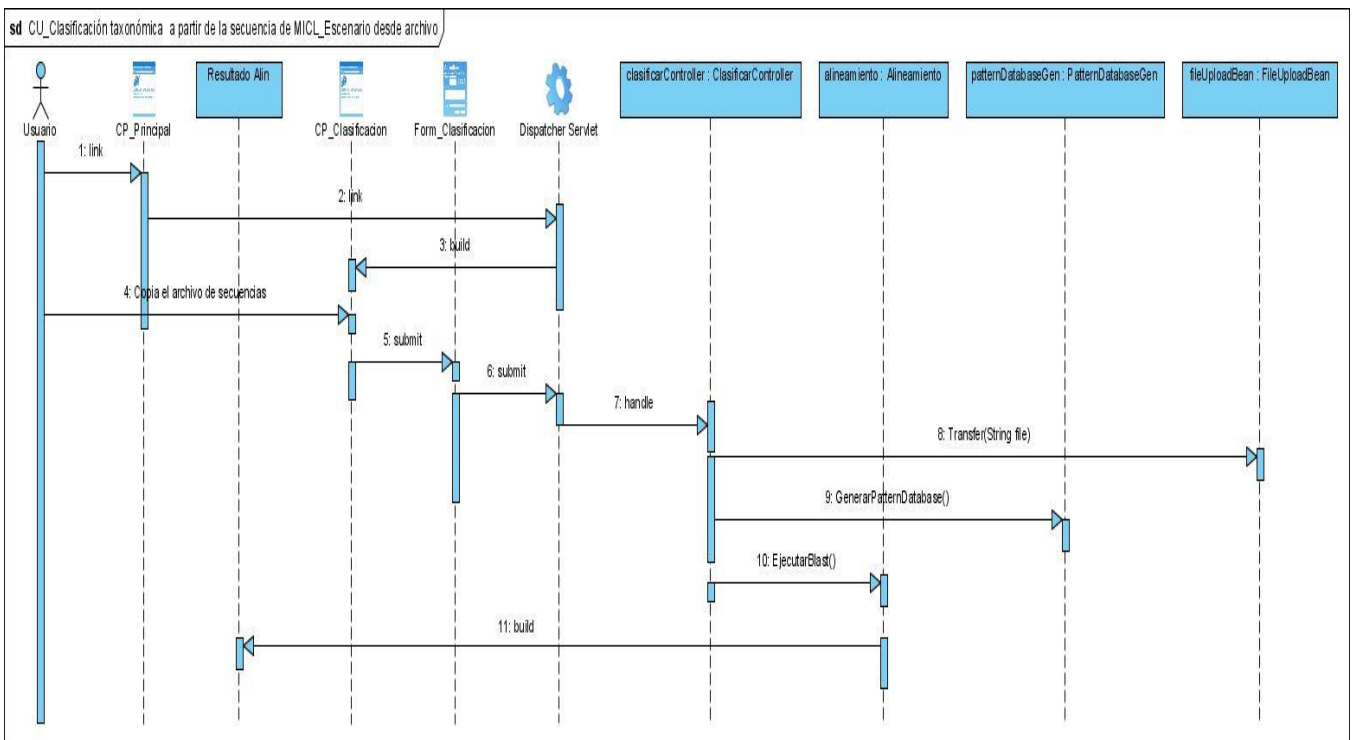 sd CU_Clasificación taxonómica a partir de la secuencia de MICL_Escenario desde archivo
Usuario
CP_Principal
Resultado Alin
CP_Clasificacion
Form_Clasificacion
Dispatcher Servlet
clasificarController : ClasificarController
alineamiento : Alineamiento
patternDatabaseGen : PatternDatabaseGen
fileUploadBean : FileUploadBean
1: link
2: link
3: build
4: Copia el archivo de secuencias
5: submit
6: submit
7: handle
8: Transfer(String file)
9: GenerarPatternDatabase()
10: EjecutarBlast()
11: build